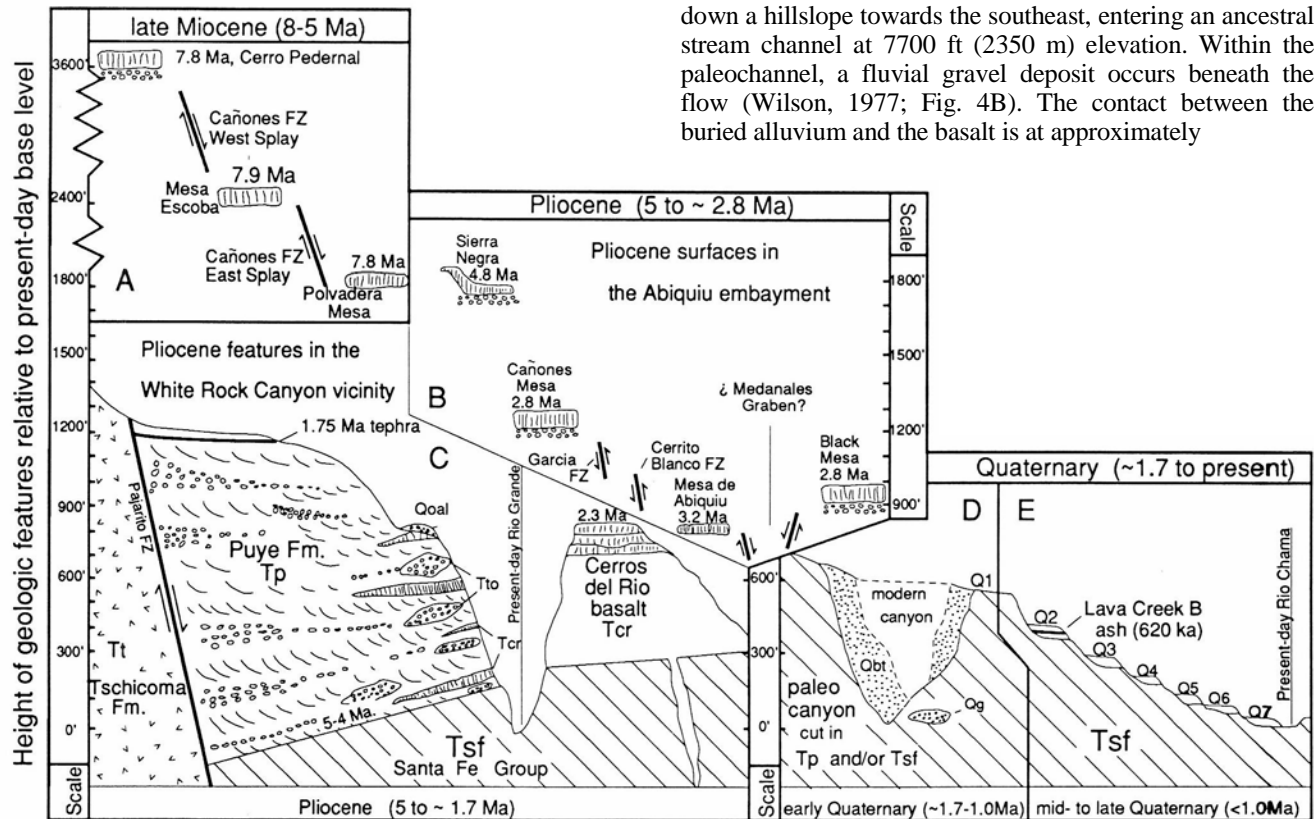 down a hillslope towards the southeast, entering an ancestral
stream channel at 7700 ft (2350 m) elevation. Within the
paleochannel, a fluvial gravel deposit occurs beneath the
flow (Wilson, 1977; Fig. 4B). The contact between the
buried alluvium and the basalt is at approximately
Height of geologic features relative to present-day base level
late Miocene (8-5 Ma)
3600'
7.8 Ma, Cerro Pedernal
Cañones FZ
West Splay
7.9 Ma
2400'
Mesa
Escoba
Cañones FZ
East Splay
7.8 Ma
1800'
A
Polvadera
Mesa
Pliocene (5 to ~ 2.8 Ma)
Scale
Sierra
Negra
4.8 Ma
Pliocene surfaces in
the Abiquiu embayment
1800'
1500'
1200'
900'
Cañones
Mesa
2.8 Ma
B
¿ Medanales
Graben?
Garcia
FZ
Cerrito
Blanco FZ
Mesa de
Abiquiu
3.2 Ma
Black
Mesa
2.8 Ma
1500'
Pliocene features in the
White Rock Canyon vicinity
1200'
1.75 Ma tephra
C
900'
Pajarito FZ
Qoal
Puye Fm.
Tp
600'
Tto
Present-day Rio Grande
2.3 Ma
Cerros
del Rio
basalt
Tcr
Tcr
300'
Tt
Tschicoma
Fm.
5-4 Ma.
0'
Tsf
Santa Fe Group
Scale
Pliocene (5 to ~ 1.7 Ma)
600'
300'
0'
Scale
Quaternary (~1.7 to present)
D
E
modern
canyon
Q1
Qbt
Qg
paleo
canyon
cut in
Tp and/or Tsf
Q2
Lava Creek B
ash (620 ka)
Q3
Q4
Q5
Q6
Q7
Present-day Rio Chama
Tsf
early Quaternary (~1.7-1.0Ma)
mid- to late Quaternary (<1.0Ma)